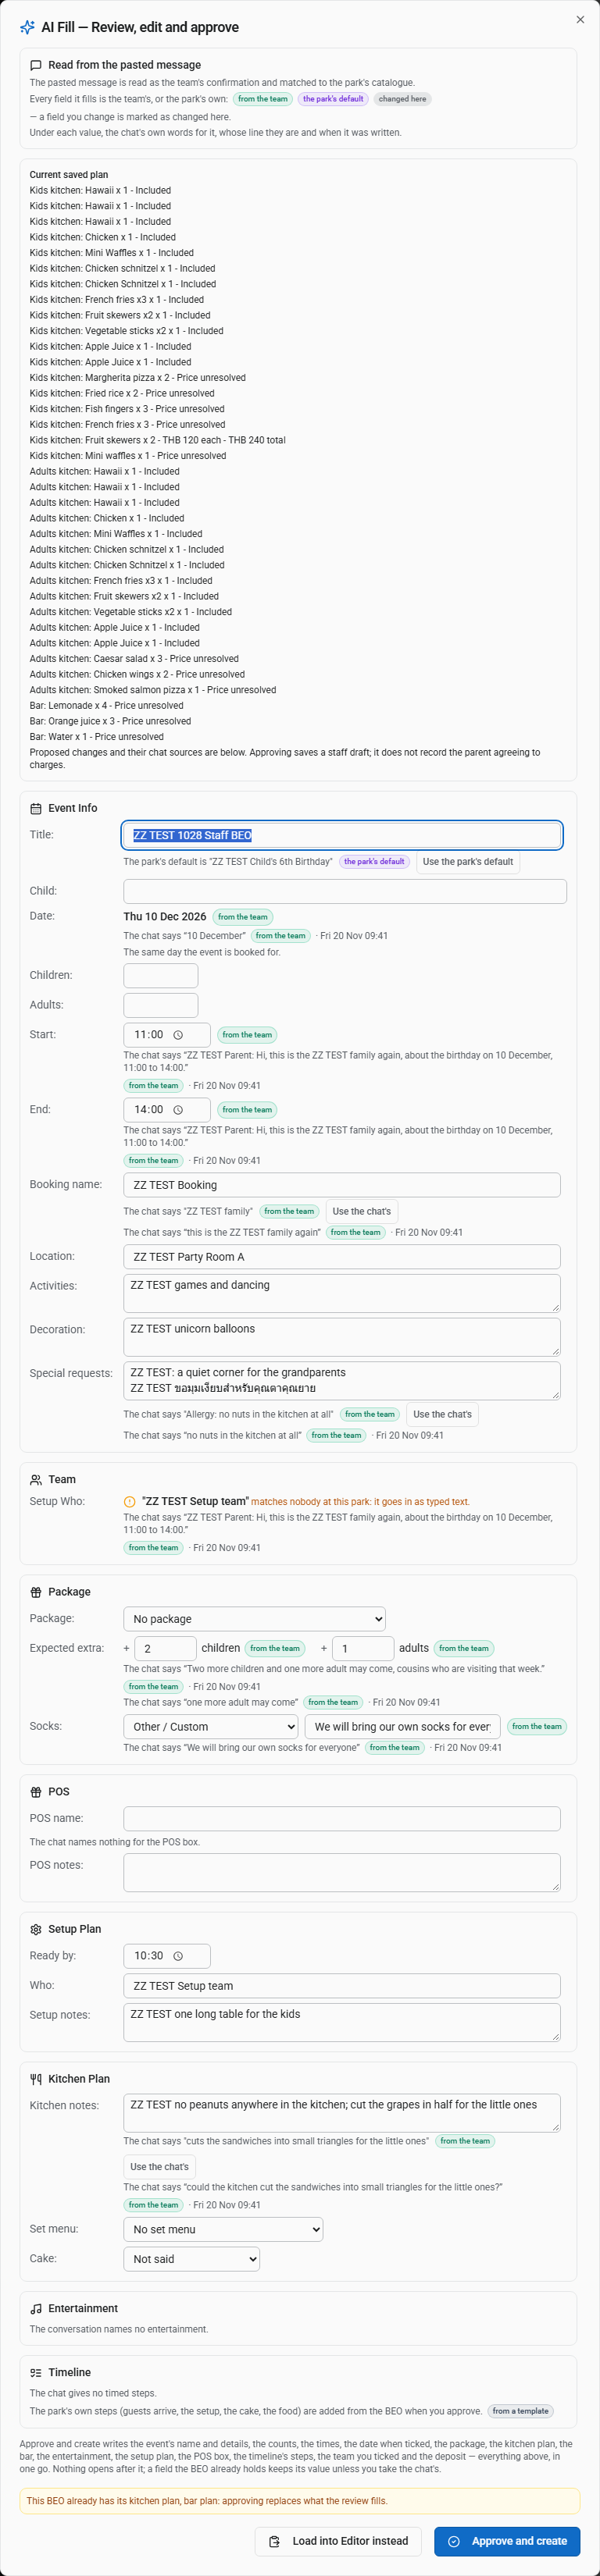 AI Fill — Review, edit and approve
Read from the pasted message
The pasted message is read as the team's confirmation and matched to the park's catalogue.
Every field it fills is the team's, or the park's own: from the team the park's default changed here
— a field you change is marked as changed here.
Under each value, the chat's own words for it, whose line they are and when it was written.
Current saved plan
Kids kitchen: Hawaii x 1 - Included
Kids kitchen: Hawaii x 1 - Included
Kids kitchen: Hawaii x 1 - Included
Kids kitchen: Chicken x 1 - Included
Kids kitchen: Mini Waffles x 1 - Included
Kids kitchen: Chicken schnitzel x 1 - Included
Kids kitchen: Chicken Schnitzel x 1 - Included
Kids kitchen: French fries x3 x 1 - Included
Kids kitchen: Fruit skewers x2 x 1 - Included
Kids kitchen: Vegetable sticks x2 x 1 - Included
Kids kitchen: Apple Juice x 1 - Included
Kids kitchen: Apple Juice x 1 - Included
Kids kitchen: Margherita pizza x 2 - Price unresolved
Kids kitchen: Fried rice x 2 - Price unresolved
Kids kitchen: Fish fingers x 3 - Price unresolved
Kids kitchen: French fries x 3 - Price unresolved
Kids kitchen: Fruit skewers x 2 - THB 120 each - THB 240 total
Kids kitchen: Mini waffles x 1 - Price unresolved
Adults kitchen: Hawaii x 1 - Included
Adults kitchen: Hawaii x 1 - Included
Adults kitchen: Hawaii x 1 - Included
Adults kitchen: Chicken x 1 - Included
Adults kitchen: Mini Waffles x 1 - Included
Adults kitchen: Chicken schnitzel x 1 - Included
Adults kitchen: Chicken Schnitzel x 1 - Included
Adults kitchen: French fries x3 x 1 - Included
Adults kitchen: Fruit skewers x2 x 1 - Included
Adults kitchen: Vegetable sticks x2 x 1 - Included
Adults kitchen: Apple Juice x 1 - Included
Adults kitchen: Apple Juice x 1 - Included
Adults kitchen: Caesar salad x 3 - Price unresolved
Adults kitchen: Chicken wings x 2 - Price unresolved
Adults kitchen: Smoked salmon pizza x 1 - Price unresolved
Bar: Lemonade x 4 - Price unresolved
Bar: Orange juice x 3 - Price unresolved
Bar: Water x 1 - Price unresolved
Proposed changes and their chat sources are below. Approving saves a staff draft; it does not record the parent agreeing to
charges.
Event Info
Title: ZZ TEST 1028 Staff BEO
The park's default is "ZZ TEST Child's 6th Birthday" the park's default Use the park's default
Child:
Date: Thu 10 Dec 2026 from the team
The chat says “10 December” from the team · Fri 20 Nov 09:41
The same day the event is booked for.
Children:
Adults:
Start: 11:00 from the team
The chat says “ZZ TEST Parent: Hi, this is the ZZ TEST family again, about the birthday on 10 December,
11:00 to 14:00.”
from the team · Fri 20 Nov 09:41
End: 14:00 from the team
The chat says “ZZ TEST Parent: Hi, this is the ZZ TEST family again, about the birthday on 10 December,
11:00 to 14:00.”
from the team · Fri 20 Nov 09:41
Booking name: ZZ TEST Booking
The chat says "ZZ TEST family" from the team Use the chat's
The chat says “this is the ZZ TEST family again” from the team · Fri 20 Nov 09:41
Location: ZZ TEST Party Room A
Activities: ZZ TEST games and dancing
Decoration: ZZ TEST unicorn balloons
Special requests: ZZ TEST: a quiet corner for the grandparents
ZZ TEST ขอมุมเงียบสำหรับคุณตาคุณยาย
The chat says "Allergy: no nuts in the kitchen at all" from the team Use the chat's
The chat says “no nuts in the kitchen at all” from the team · Fri 20 Nov 09:41
Team
Setup Who: "ZZ TEST Setup team" matches nobody at this park: it goes in as typed text.
The chat says “ZZ TEST Parent: Hi, this is the ZZ TEST family again, about the birthday on 10 December,
11:00 to 14:00.”
from the team · Fri 20 Nov 09:41
Package
Package: No package
Expected extra: + 2 children from the team + 1 adults from the team
The chat says “Two more children and one more adult may come, cousins who are visiting that week.”
from the team · Fri 20 Nov 09:41
The chat says “one more adult may come” from the team · Fri 20 Nov 09:41
Socks: Other / Custom We will bring our own socks for every from the team
The chat says “We will bring our own socks for everyone” from the team · Fri 20 Nov 09:41
POS
POS name:
The chat names nothing for the POS box.
POS notes:
Setup Plan
Ready by: 10:30
Who: ZZ TEST Setup team
Setup notes: ZZ TEST one long table for the kids
Kitchen Plan
Kitchen notes: ZZ TEST no peanuts anywhere in the kitchen; cut the grapes in half for the little ones
The chat says "cuts the sandwiches into small triangles for the little ones" from the team
Use the chat's
The chat says “could the kitchen cut the sandwiches into small triangles for the little ones?”
from the team · Fri 20 Nov 09:41
Set menu: No set menu
Cake: Not said
Entertainment
The conversation names no entertainment.
Timeline
The chat gives no timed steps.
The park's own steps (guests arrive, the setup, the cake, the food) are added from the BEO when you approve. from a template
Approve and create writes the event's name and details, the counts, the times, the date when ticked, the package, the kitchen plan, the
bar, the entertainment, the setup plan, the POS box, the timeline's steps, the team you ticked and the deposit — everything above, in
one go. Nothing opens after it; a field the BEO already holds keeps its value unless you take the chat's.
This BEO already has its kitchen plan, bar plan: approving replaces what the review fills.
Load into Editor instead
Approve and create